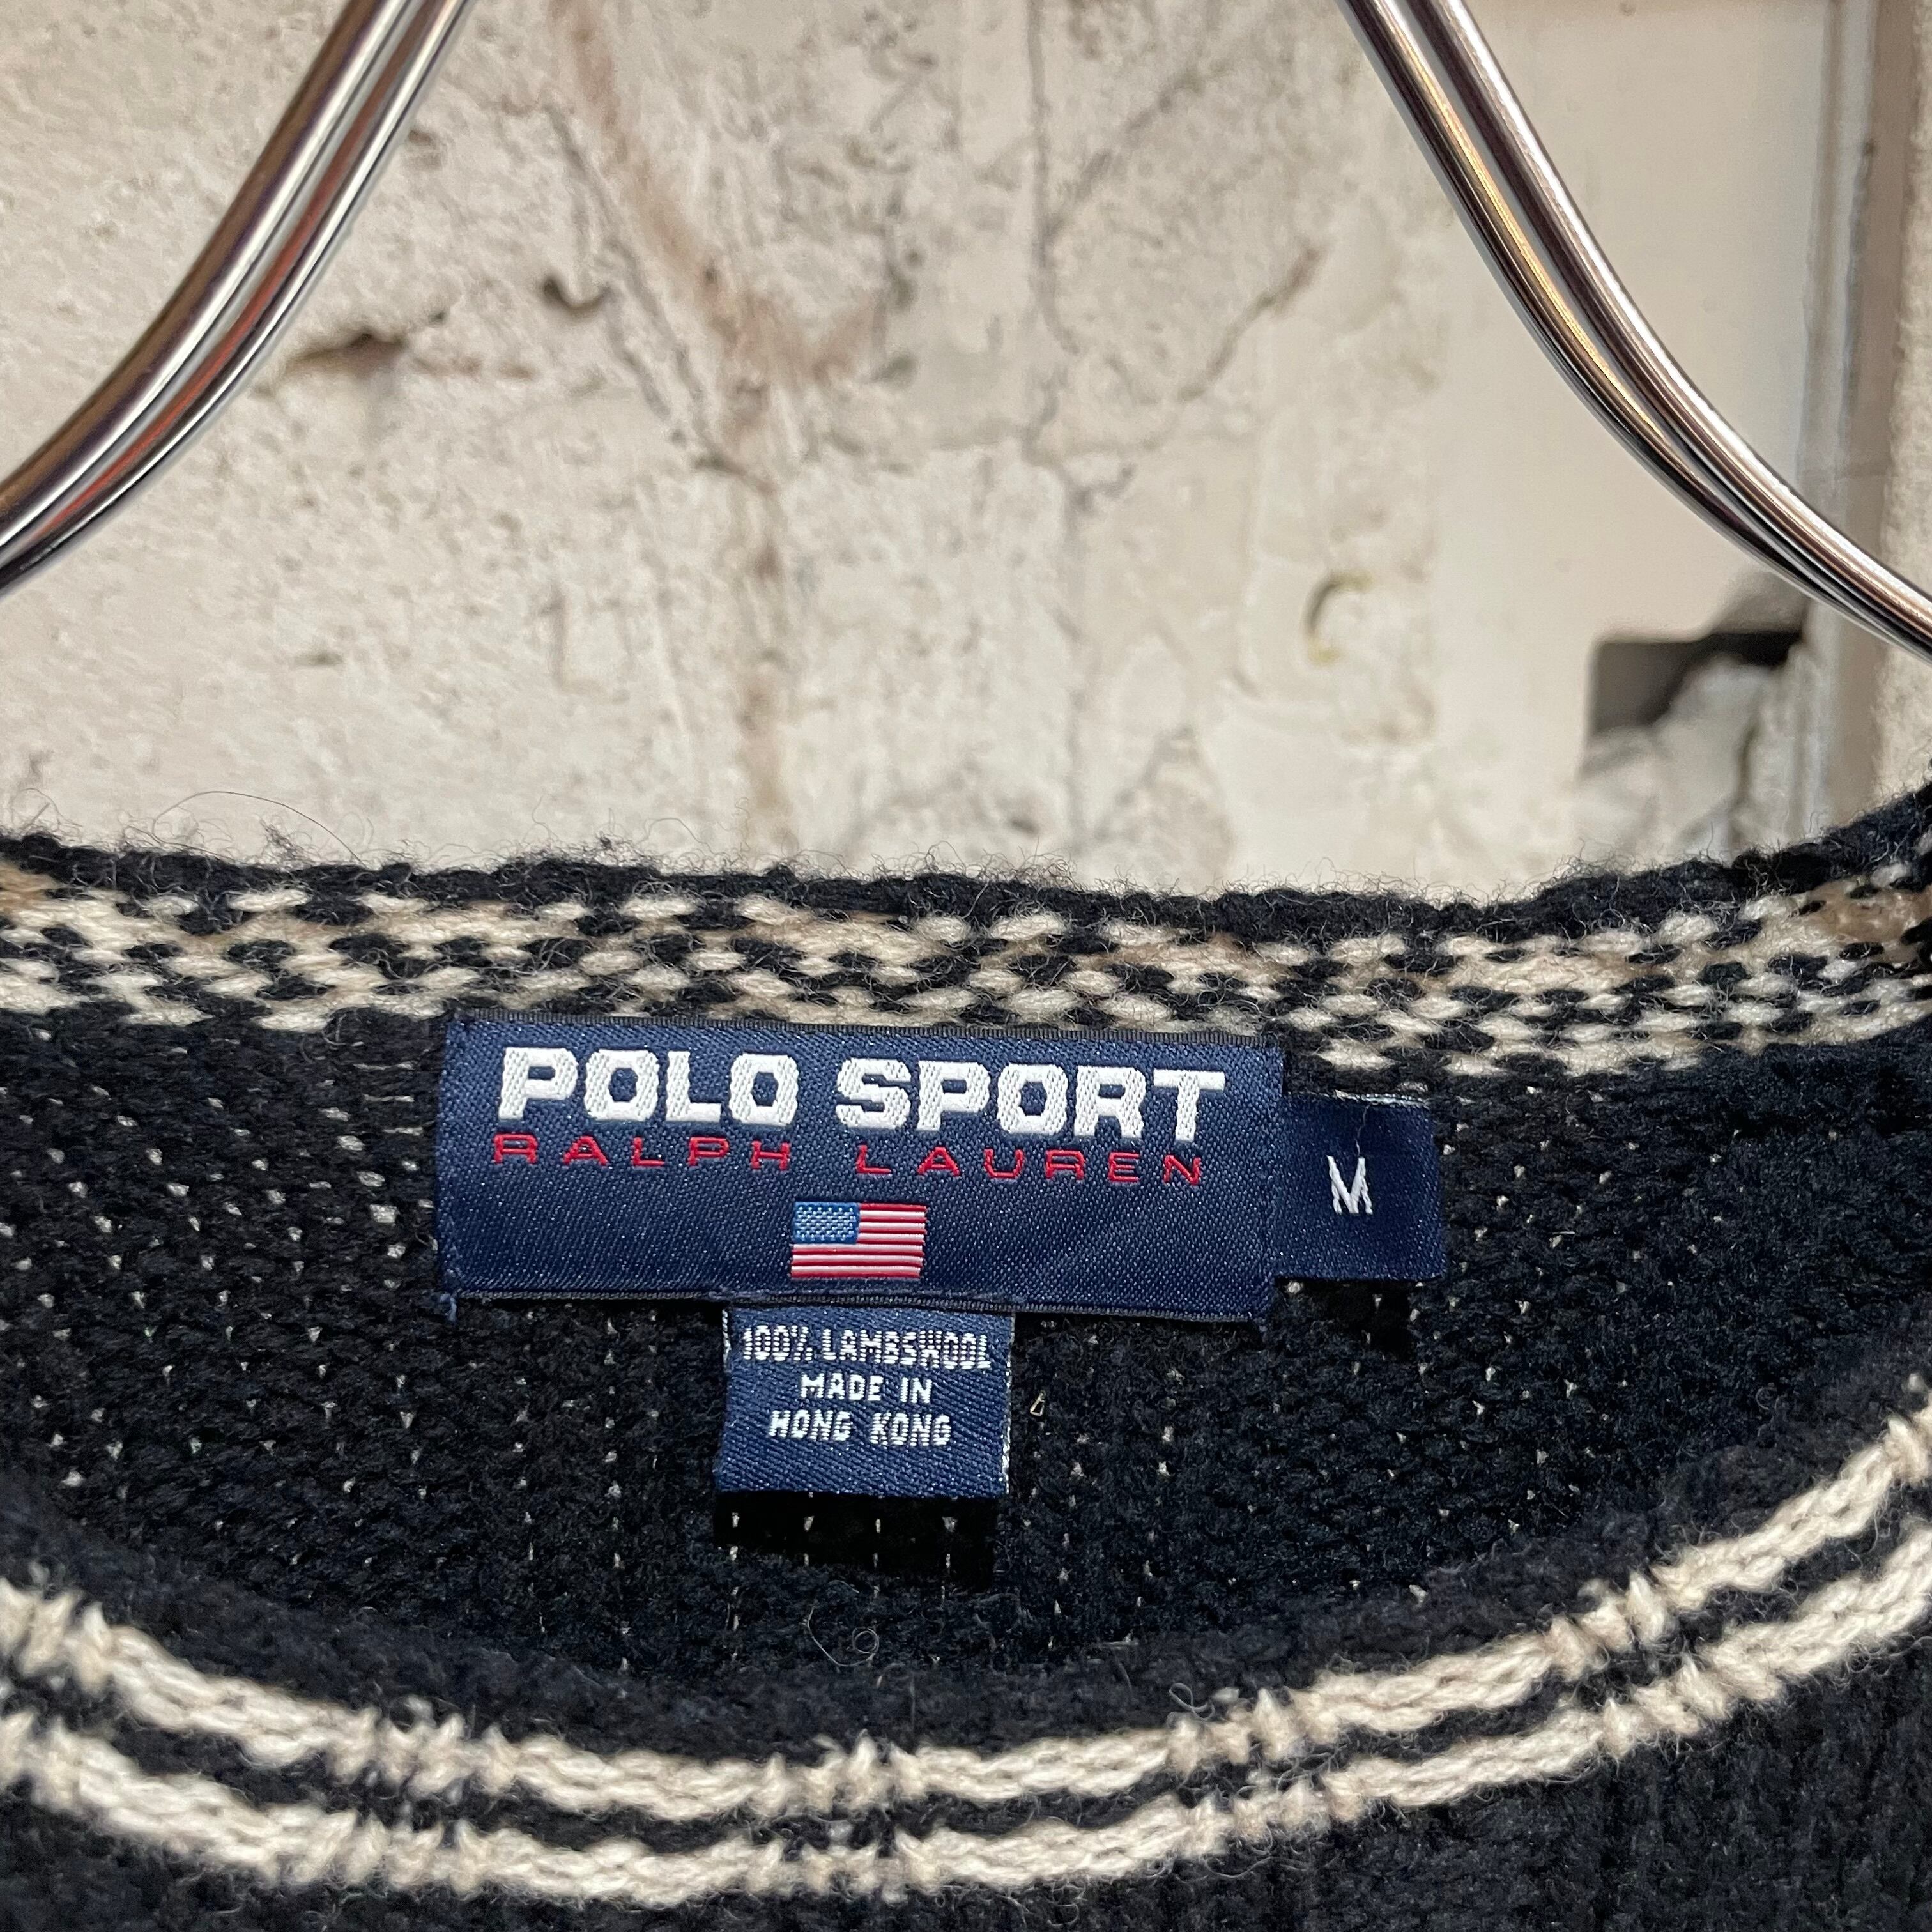 POLO SPORT
RALPH LAUREN
M
100% LAMBSWOOL
MADE IN
HONG KONG